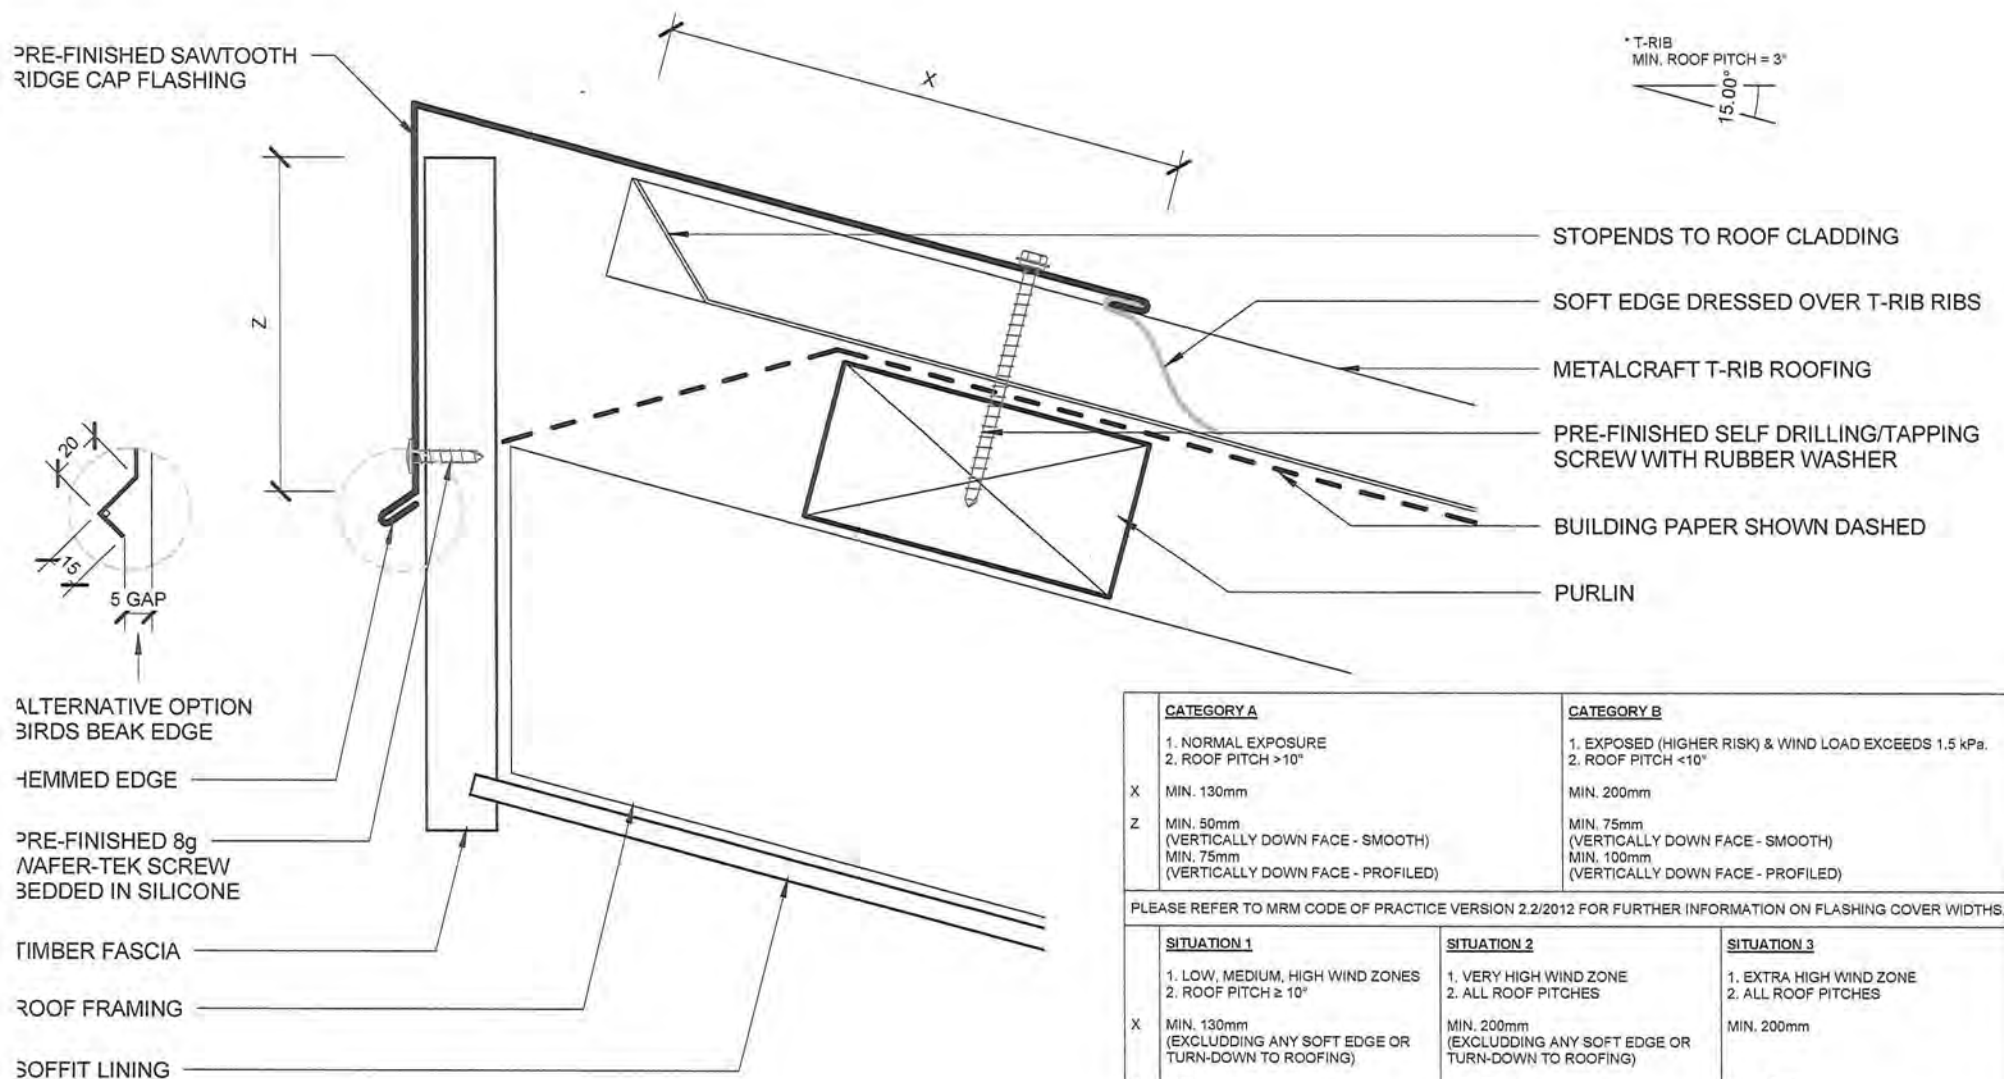 PRE-FINISHED SAWTOOTH
RIDGE CAP FLASHING
X
* T-RIB
MIN. ROOF PITCH = 3°
15.00°
Z
STOPENDS TO ROOF CLADDING
SOFT EDGE DRESSED OVER T-RIB RIBS
METALCRAFT T-RIB ROOFING
PRE-FINISHED SELF DRILLING/TAPPING
SCREW WITH RUBBER WASHER
BUILDING PAPER SHOWN DASHED
PURLIN
20
15
5 GAP
ALTERNATIVE OPTION
BIRDS BEAK EDGE
HEMMED EDGE
PRE-FINISHED 8g
WAFER-TEK SCREW
BEDDED IN SILICONE
TIMBER FASCIA
ROOF FRAMING
SOFFIT LINING
CATEGORY A
1. NORMAL EXPOSURE
2. ROOF PITCH >10°
X MIN. 130mm
Z MIN. 50mm
(VERTICALLY DOWN FACE - SMOOTH)
MIN. 75mm
(VERTICALLY DOWN FACE - PROFILED)
CATEGORY B
1. EXPOSED (HIGHER RISK) & WIND LOAD EXCEEDS 1.5 kPa.
2. ROOF PITCH <10°
MIN. 200mm
MIN. 75mm
(VERTICALLY DOWN FACE - SMOOTH)
MIN. 100mm
(VERTICALLY DOWN FACE - PROFILED)
PLEASE REFER TO MRM CODE OF PRACTICE VERSION 2.2/2012 FOR FURTHER INFORMATION ON FLASHING COVER WIDTHS.
SITUATION 1
1. LOW, MEDIUM, HIGH WIND ZONES
2. ROOF PITCH ≥ 10°
X MIN. 130mm
(EXCLUDDING ANY SOFT EDGE OR
TURN-DOWN TO ROOFING)
SITUATION 2
1. VERY HIGH WIND ZONE
2. ALL ROOF PITCHES
MIN. 200mm
(EXCLUDDING ANY SOFT EDGE OR
TURN-DOWN TO ROOFING)
SITUATION 3
1. EXTRA HIGH WIND ZONE
2. ALL ROOF PITCHES
MIN. 200mm